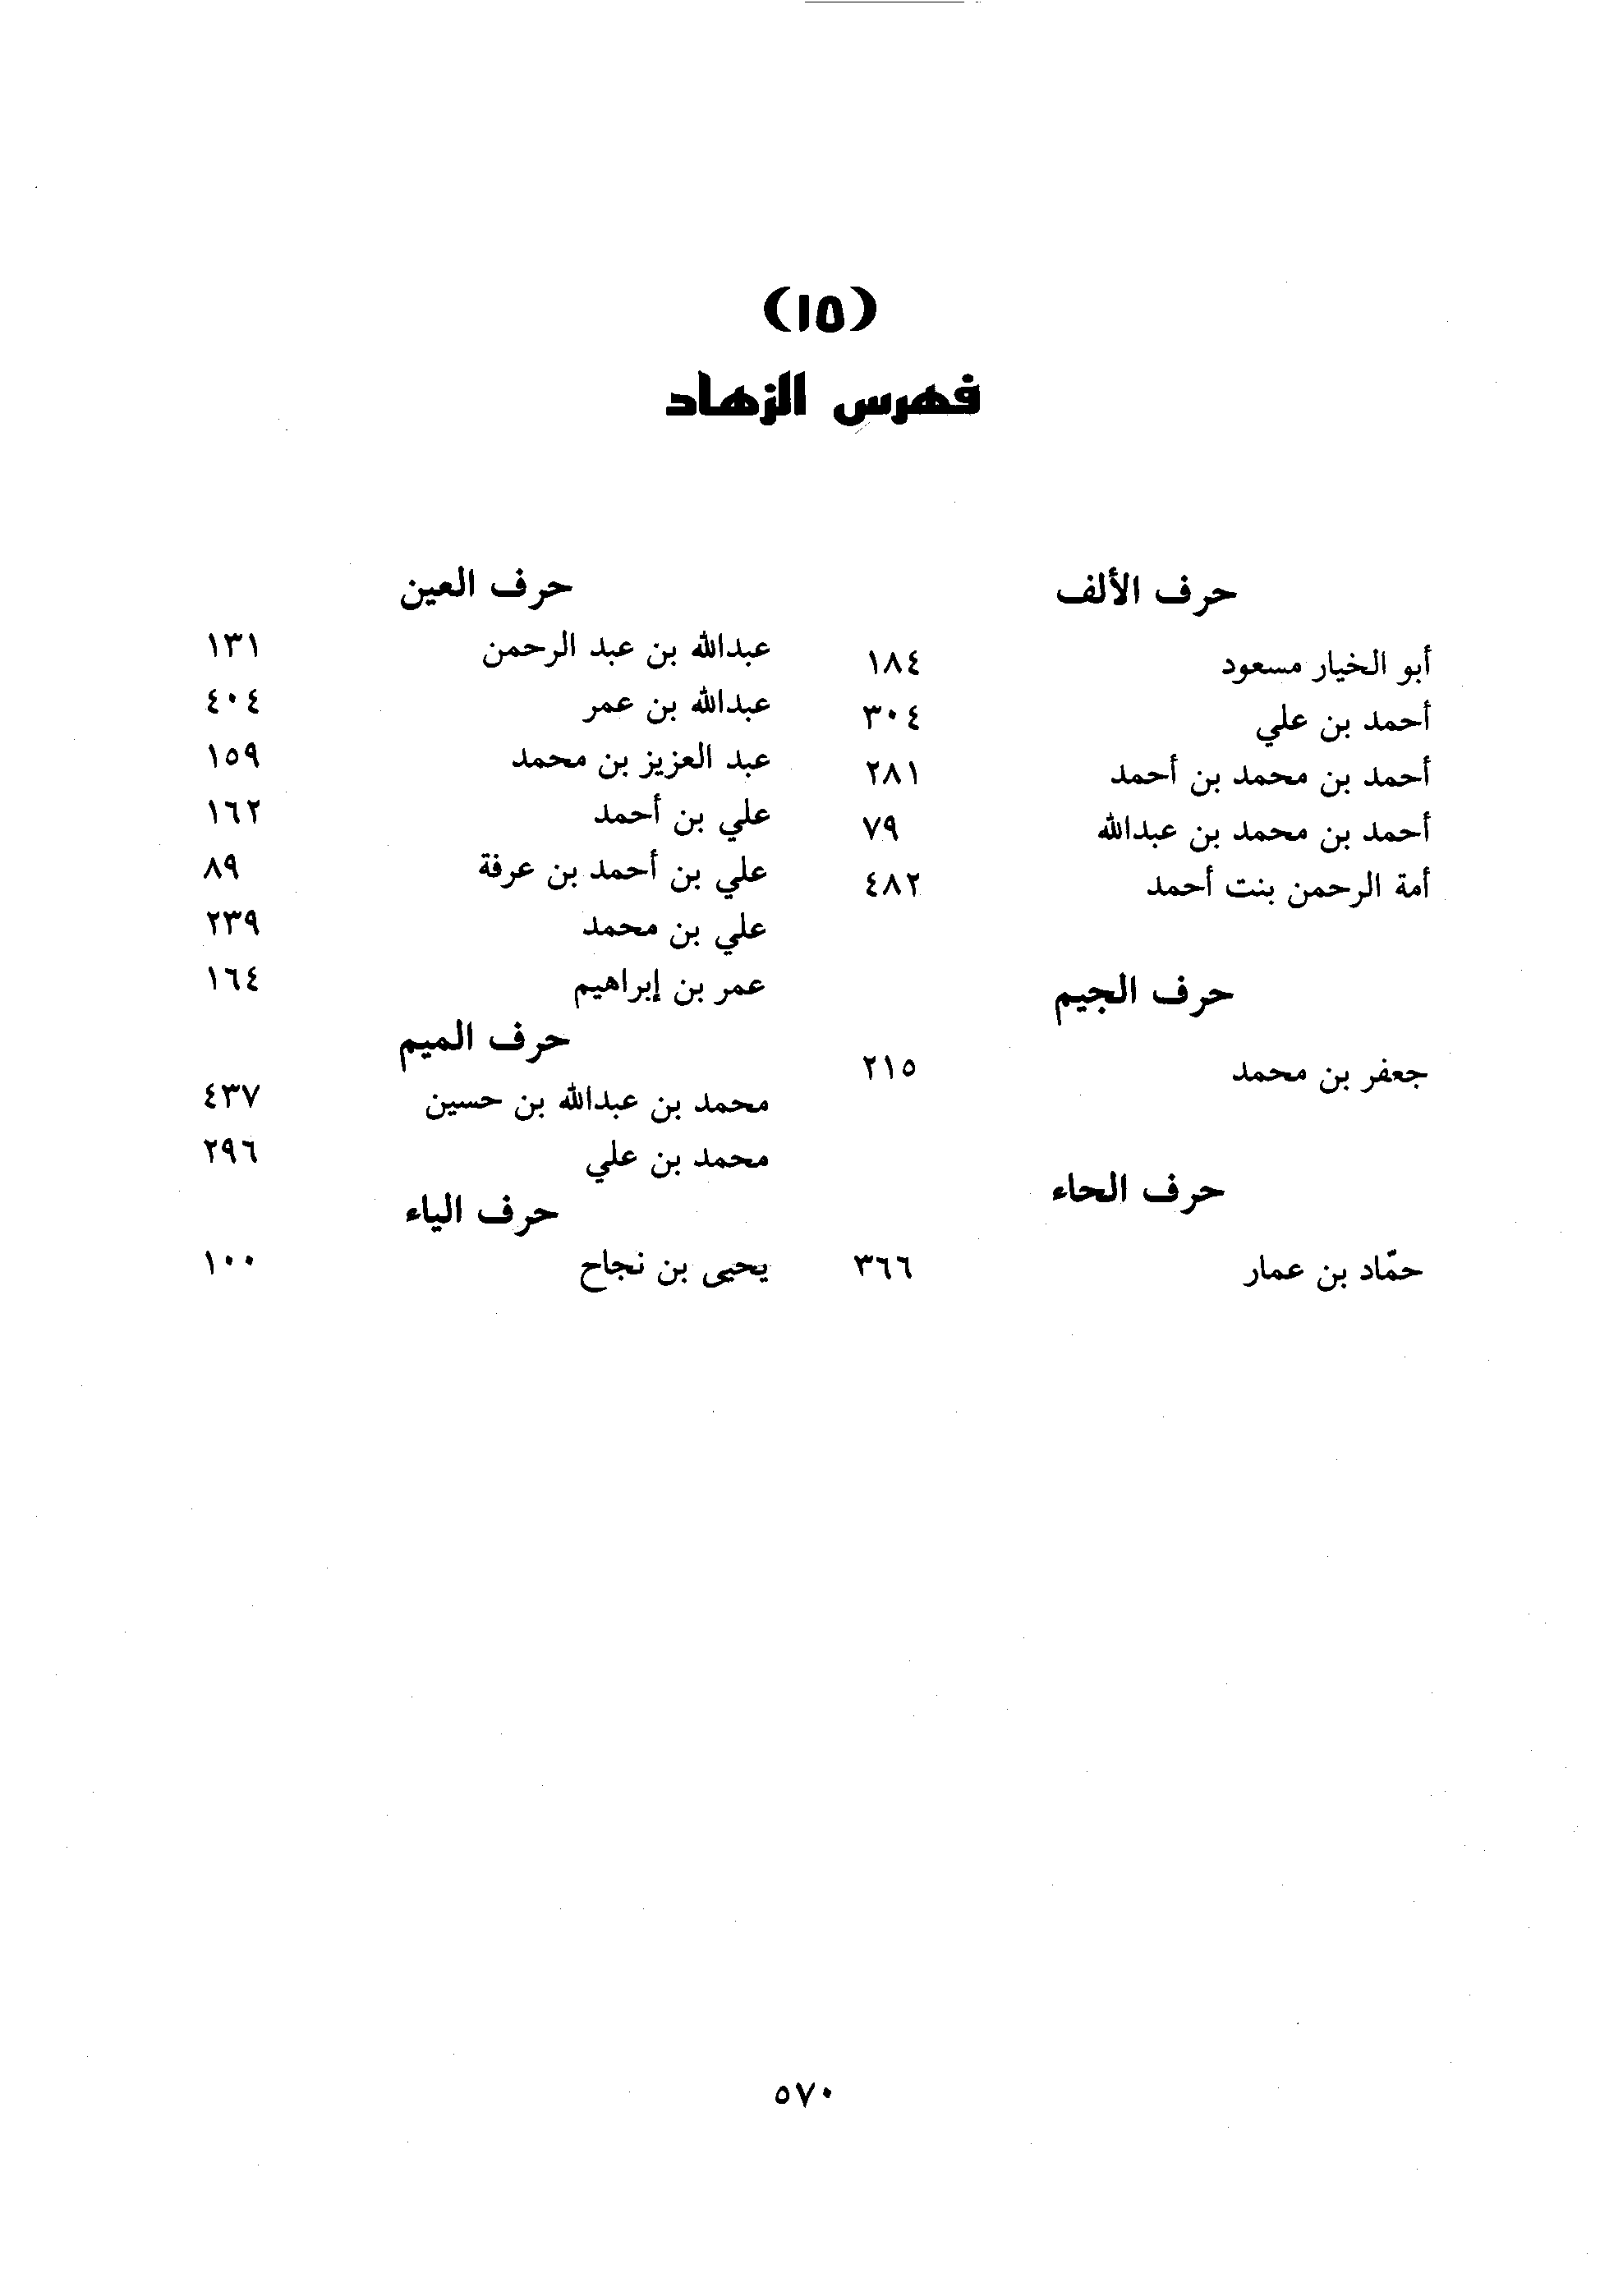 (١٥)
فهرس الزهاد
حرف الألف
أبو الخيار مسعود ١٨٤
أحمد بن علي ٣٠٤
أحمد بن محمد بن أحمد ٢٨١
أحمد بن محمد بن عبدالله ٧٩
أمة الرحمن بنت أحمد ٤٨٢
حرف الجيم
جعفر بن محمد ٢١٥
حرف الحاء
حمّاد بن عمار ٣٦٦
حرف العين
عبدالله بن عبد الرحمن ١٣١
عبدالله بن عمر ٤٠٤
عبد العزيز بن محمد ١٥٩
علي بن أحمد ١٦٢
علي بن أحمد بن عرفة ٨٩
علي بن محمد ٢٣٩
عمر بن إبراهيم ١٦٤
حرف الميم
محمد بن عبدالله بن حسين ٤٣٧
محمد بن علي ٢٩٦
حرف الياء
يحيى بن نجاح ١٠٠
٥٧٠